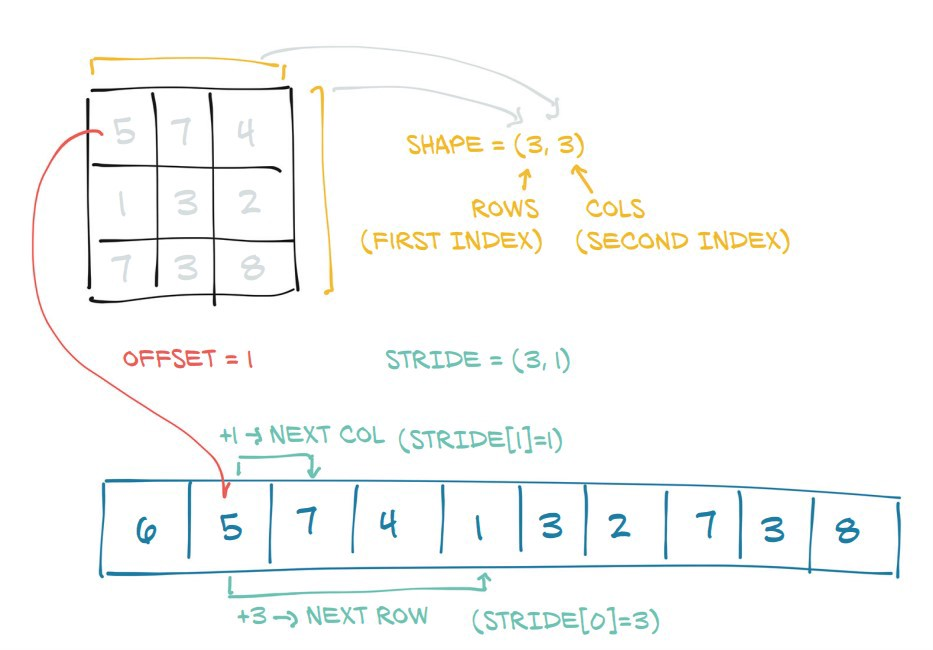 5 7 4
1 3 2
7 3 8
SHAPE = (3, 3)
ROWS
(FIRST INDEX)
COLS
(SECOND INDEX)
OFFSET = 1
STRIDE = (3, 1)
+1 → NEXT COL (STRIDE[1]=1)
6 5 7 4 1 3 2 7 3 8
+3 → NEXT ROW (STRIDE[0]=3)